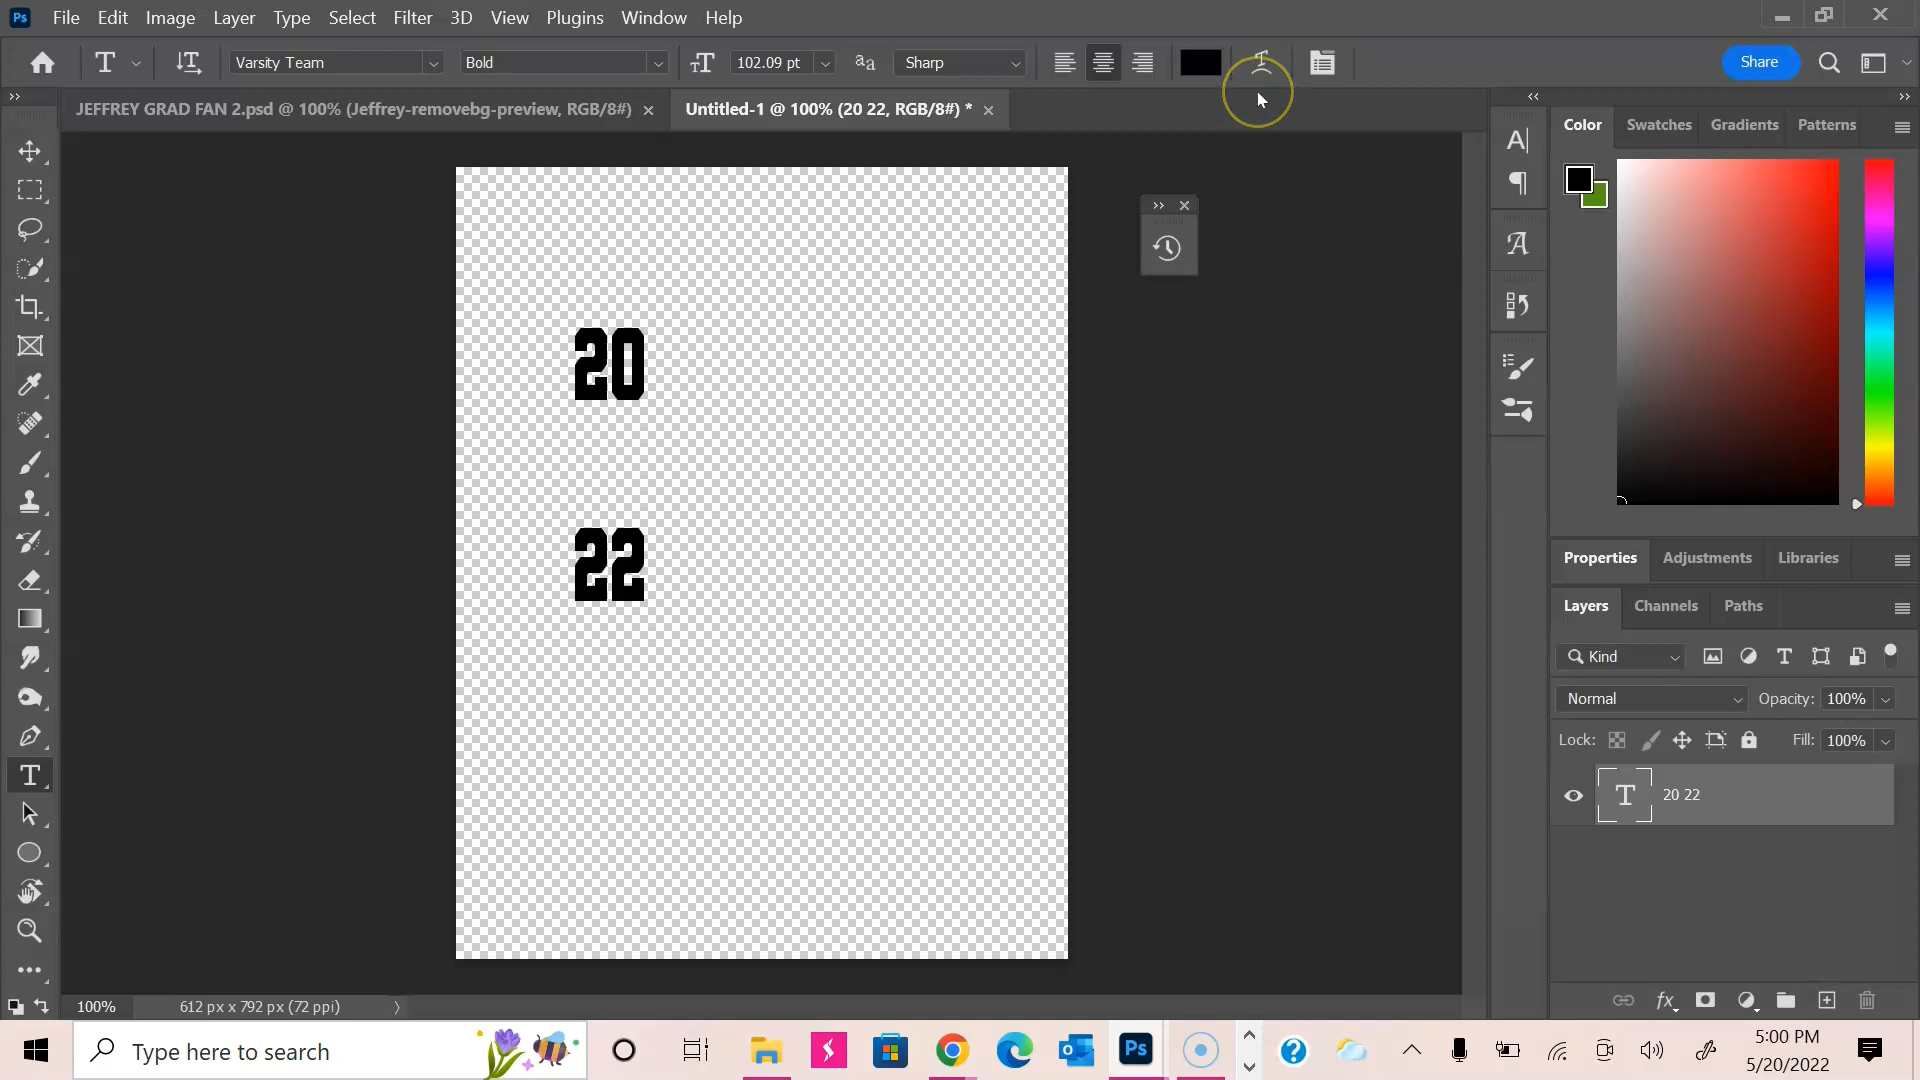 Ps File Edit Image Layer Type Select Filter 3D View Plugins Window Help
T Varsity Team Bold 102.09 pt aa Sharp Share
JEFFREY GRAD FAN 2.psd @ 100% (Jeffrey-removebg-preview, RGB/8#) × Untitled-1 @ 100% (20 22, RGB/8#) * ×
Color Swatches Gradients Patterns
20
22
Properties Adjustments Libraries
Layers Channels Paths
Kind
Normal Opacity: 100%
Lock: Fill: 100%
T 20 22
fx
100% 612 px x 792 px (72 ppi)
Type here to search
Ps
5:00 PM
5/20/2022